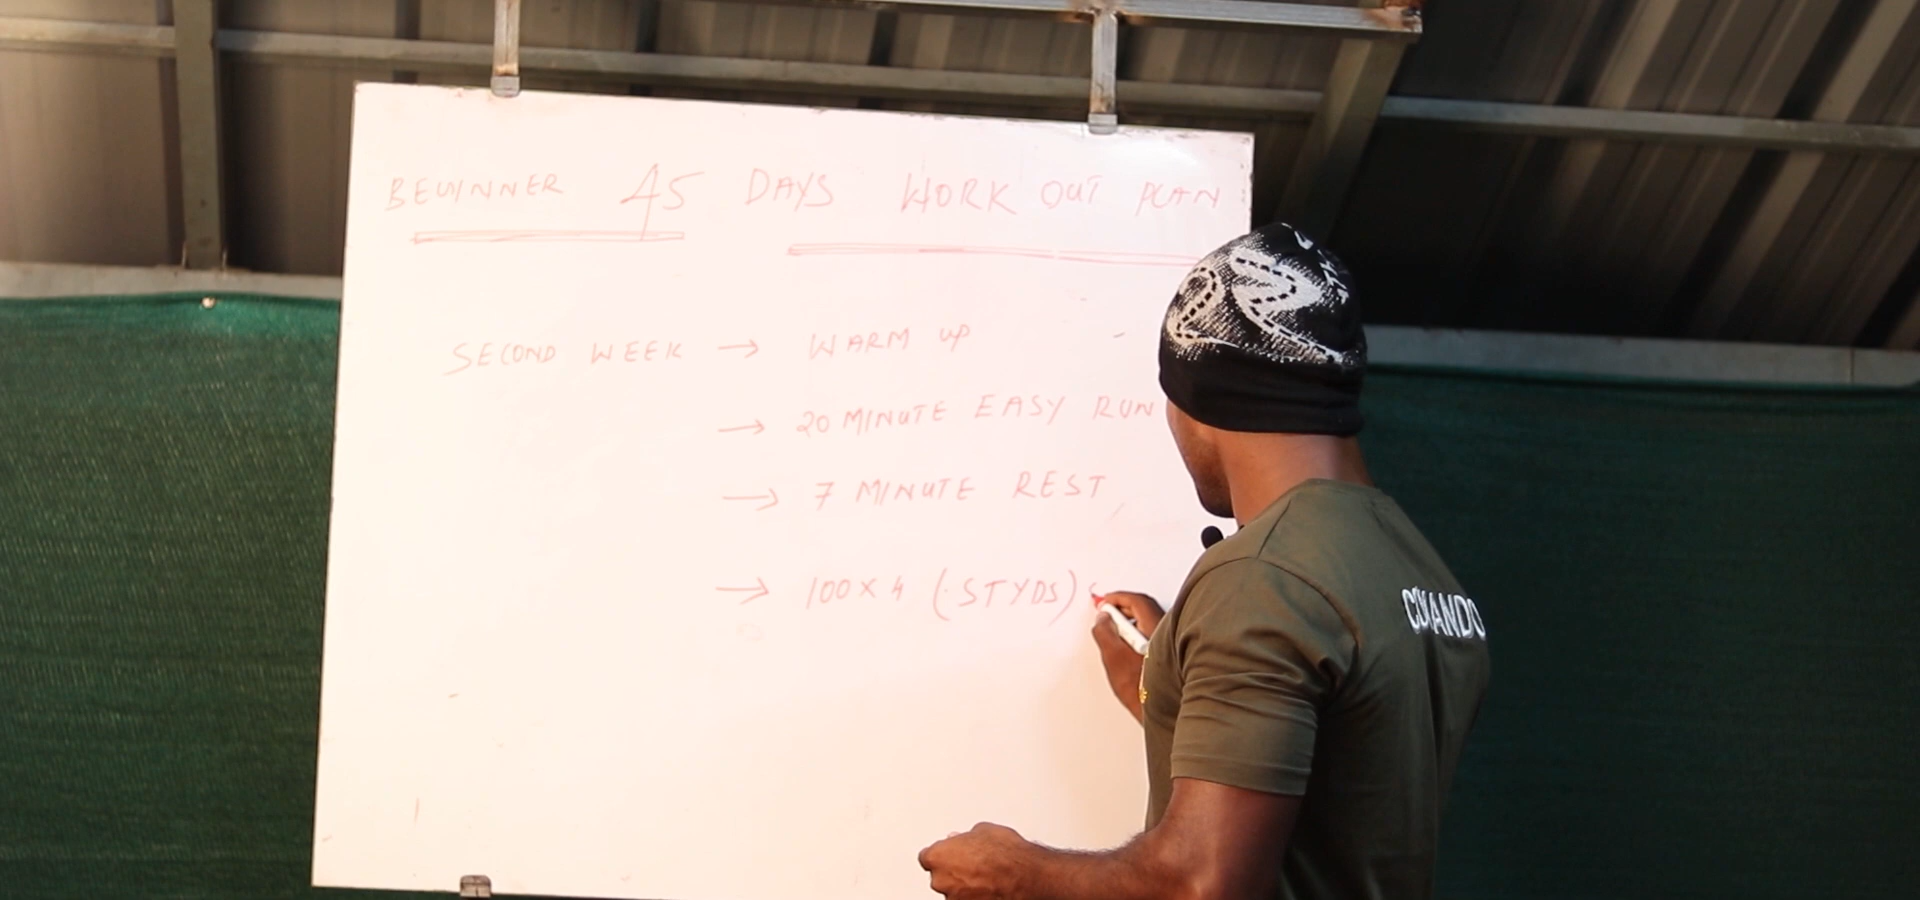 BEGINNER 45 DAYS WORK OUT PLAN
SECOND WEEK → WARM UP
→ 20 MINUTE EASY RUN
→ 7 MINUTE REST
→ 100 X 4 (STYDS)
COMANDO